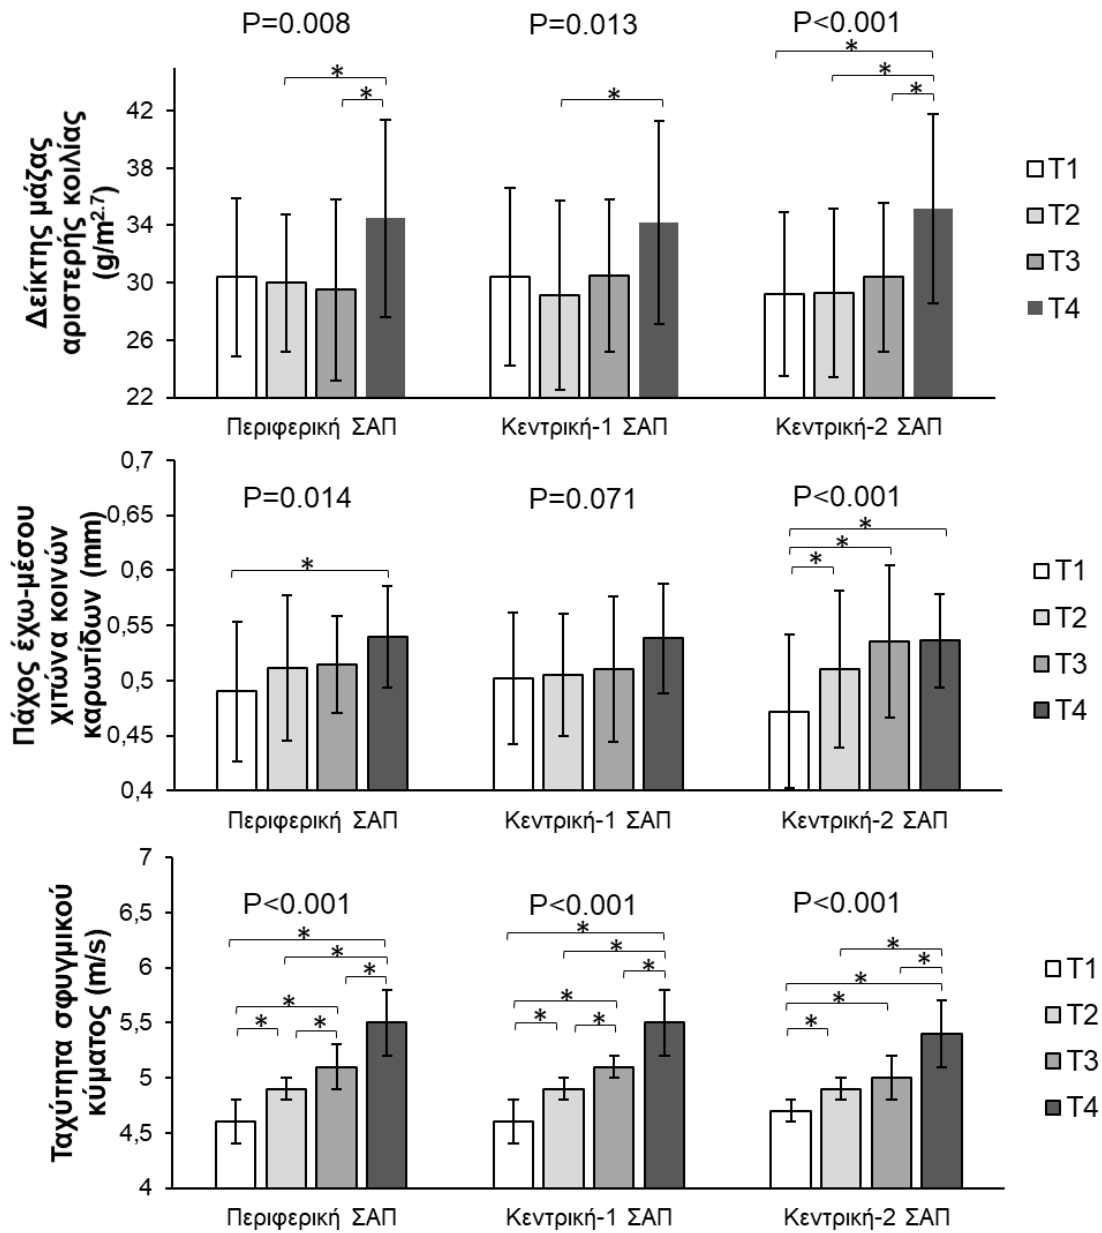 P=0.008 P=0.013 P<0.001
* * *
* * *
*
Δείκτης μάζας
αριστερής κοιλίας
(g/m2.7)
42
38
34
30
26
22
T1
T2
T3
T4
Περιφερική ΣΑΠ Κεντρική-1 ΣΑΠ Κεντρική-2 ΣΑΠ
P=0.014 P=0.071 P<0.001
* * * *
Πάχος έχω-μέσου
χιτώνα κοινών
καρωτίδων (mm)
0,7
0,65
0,6
0,55
0,5
0,45
0,4
T1
T2
T3
T4
Περιφερική ΣΑΠ Κεντρική-1 ΣΑΠ Κεντρική-2 ΣΑΠ
P<0.001 P<0.001 P<0.001
* * * * * *
* * * * * *
* * * * *
Ταχύτητα σφυγμικού
κύματος (m/s)
7
6,5
6
5,5
5
4,5
4
T1
T2
T3
T4
Περιφερική ΣΑΠ Κεντρική-1 ΣΑΠ Κεντρική-2 ΣΑΠ